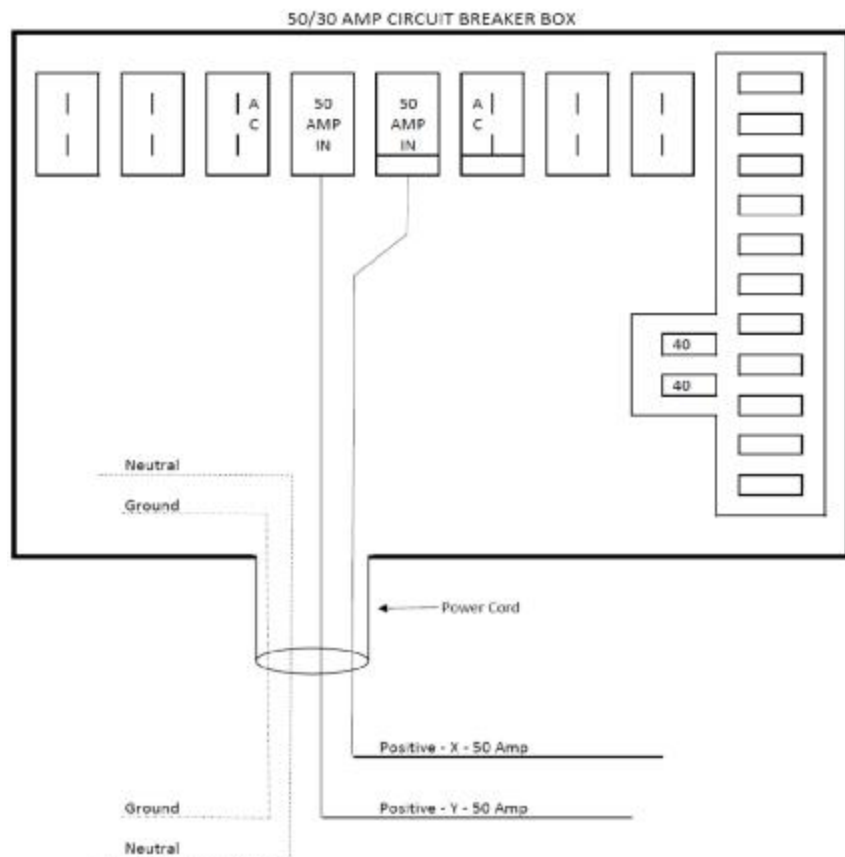 50/30 AMP CIRCUIT BREAKER BOX
A
C
50
AMP
IN
50
AMP
IN
A
C
40
40
Neutral
Ground
Power Cord
Positive - X - 50 Amp
Ground
Positive - Y - 50 Amp
Neutral